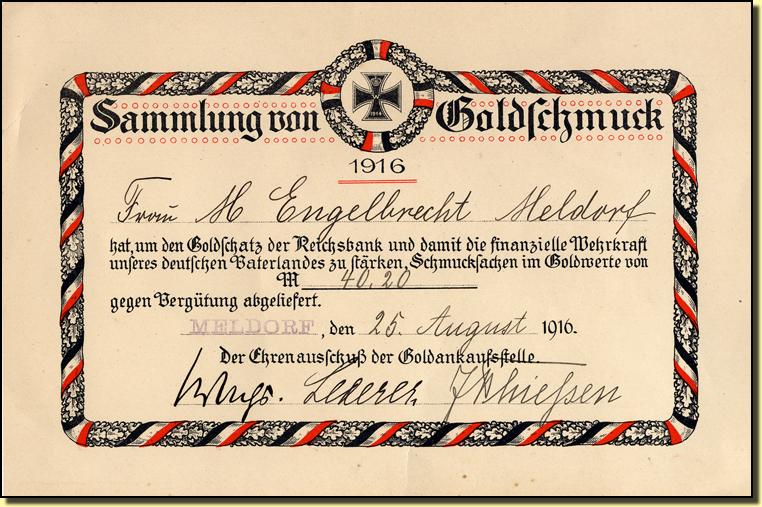 Sammlung von Goldschmuck
1916
Frau M Engelbrecht Meldorf
hat, um den Goldschatz der Reichsbank und damit die finanzielle Wehrkraft
unseres deutschen Vaterlandes zu stärken, Schmucksachen im Goldwerte von
M 40,20
gegen Vergütung abgeliefert.
MELDORF, den 25. August 1916.
Der Ehrenausschuß der Goldankaufsstelle.
Lederer J Thießen